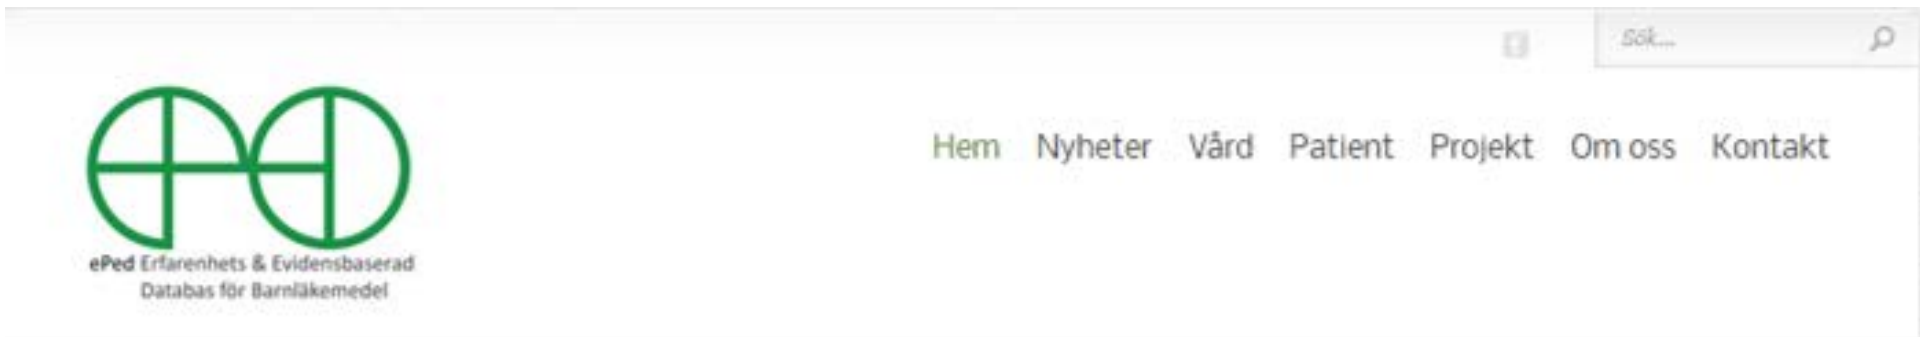 Sök...
Hem Nyheter Vård Patient Projekt Om oss Kontakt
ePed Erfarenhets & Evidensbaserad
Databas för Barnläkemedel